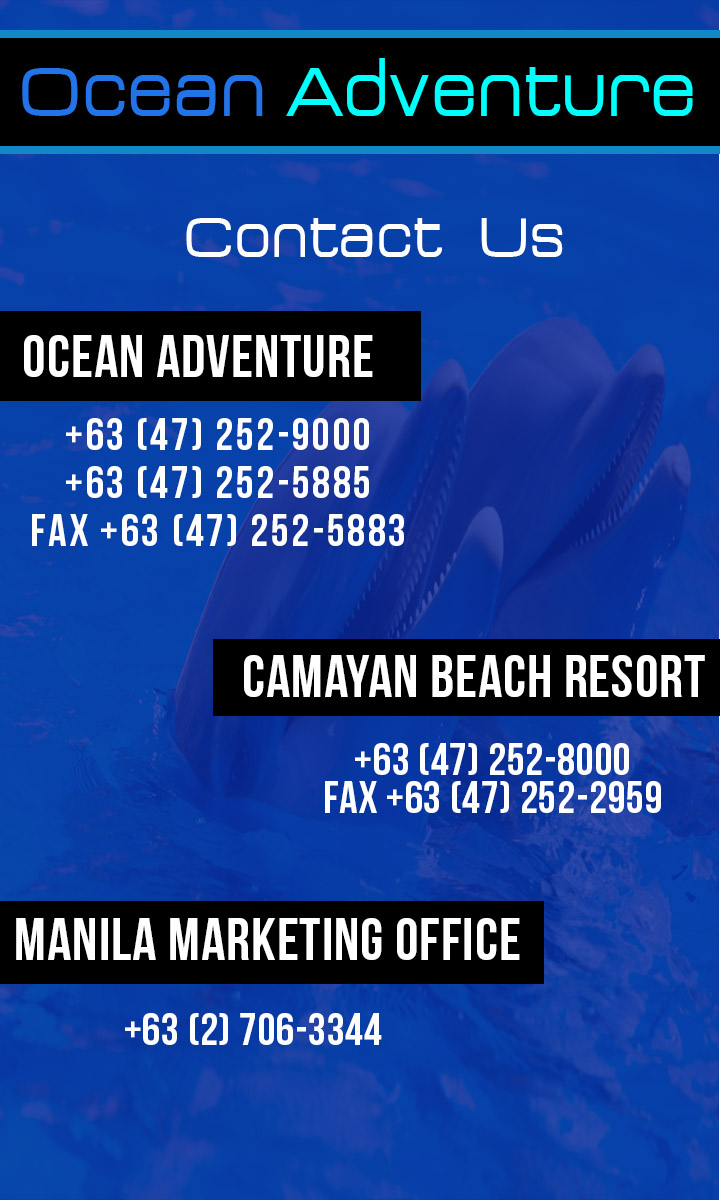 Ocean Adventure
Contact Us
OCEAN ADVENTURE
+63 (47) 252-9000
+63 (47) 252-5885
FAX +63 (47) 252-5883
CAMAYAN BEACH RESORT
+63 (47) 252-8000
FAX +63 (47) 252-2959
MANILA MARKETING OFFICE
+63 (2) 706-3344